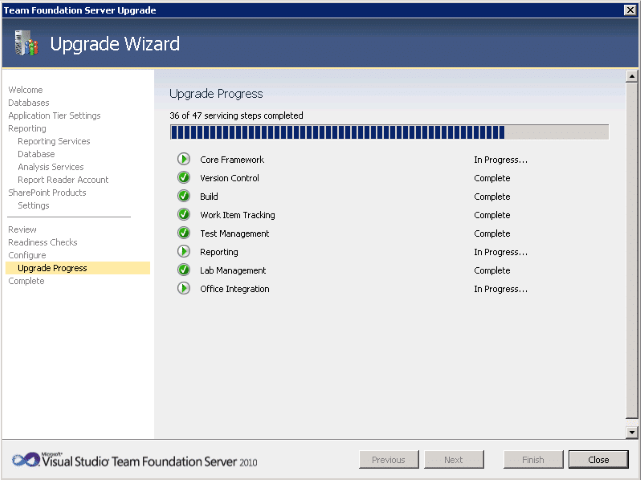 Team Foundation Server Upgrade
Upgrade Wizard
Welcome
Databases
Application Tier Settings
Reporting
Reporting Services
Database
Analysis Services
Report Reader Account
SharePoint Products
Settings
Review
Readiness Checks
Configure
Upgrade Progress
Complete
Upgrade Progress
36 of 47 servicing steps completed
Core Framework In Progress...
Version Control Complete
Build Complete
Work Item Tracking Complete
Test Management Complete
Reporting In Progress...
Lab Management Complete
Office Integration In Progress...
Microsoft
Visual Studio Team Foundation Server 2010
Previous Next Finish Close